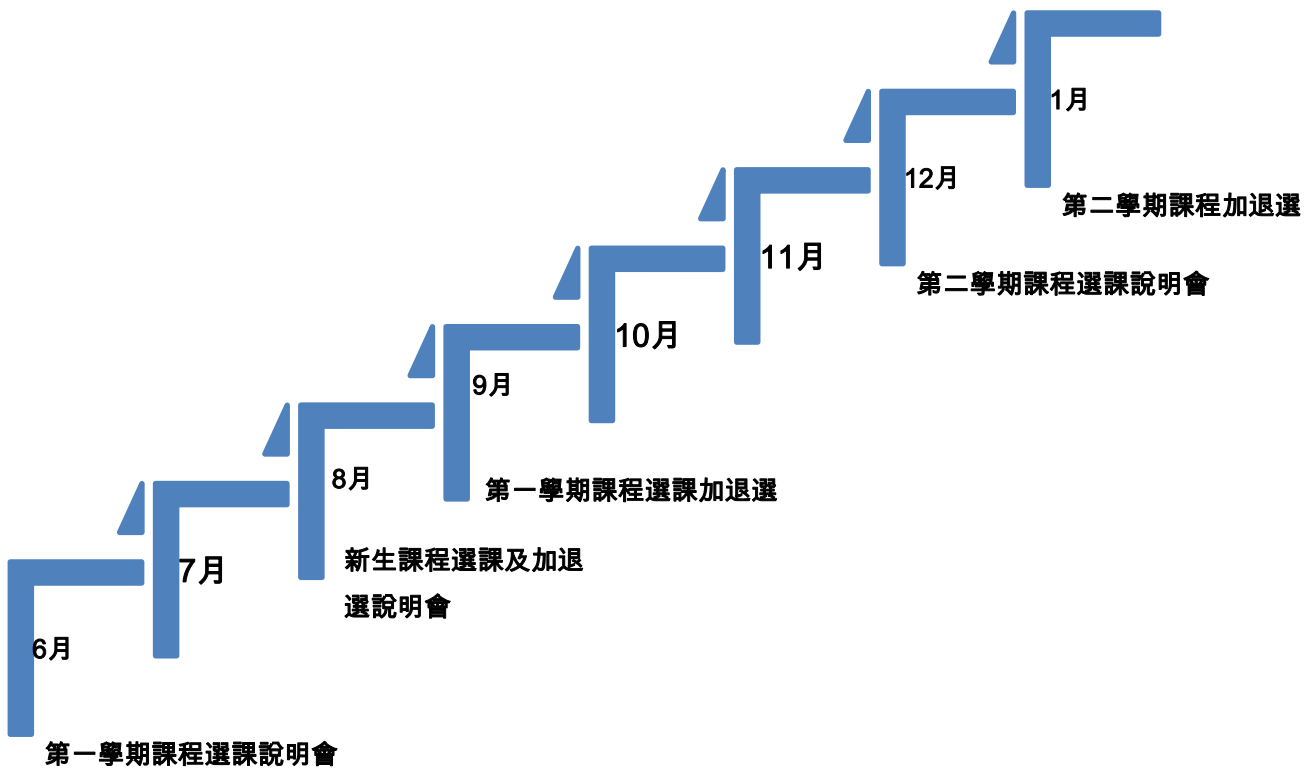 6月
第一學期課程選課說明會
7月
8月
新生課程選課及加退
選說明會
9月
第一學期課程選課加退選
10月
11月
12月
第二學期課程選課說明會
1月
第二學期課程加退選